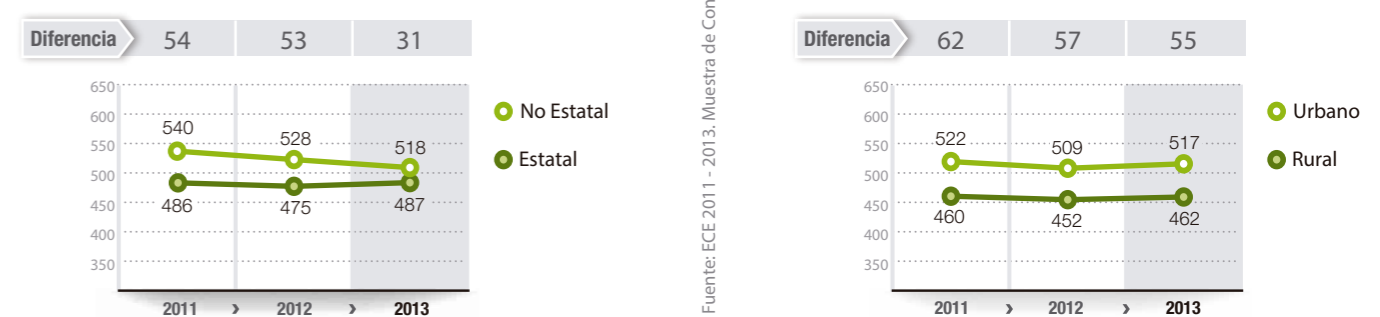 Diferencia 54 53 31
650
600
550
500
450
400
350
540 528 518
486 475 487
2011 › 2012 › 2013
No Estatal
Estatal
Fuente: ECE 2011 - 2013. Muestra de
Diferencia 62 57 55
650
600
550
500
450
400
350
522 509 517
460 452 462
2011 › 2012 › 2013
Urbano
Rural